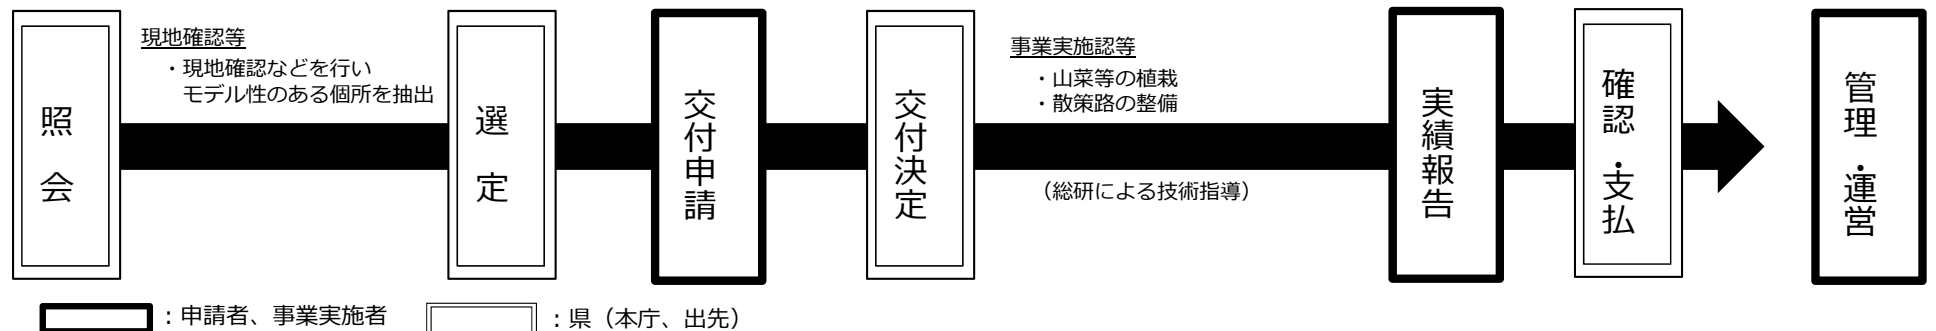 照会
現地確認等
・現地確認などを行い
モデル性のある個所を抽出
選定
交付申請
交付決定
事業実施認等
・山菜等の植栽
・散策路の整備
（総研による技術指導）
実績報告
確認・支払
管理・運営
：申請者、事業実施者
：県（本庁、出先）